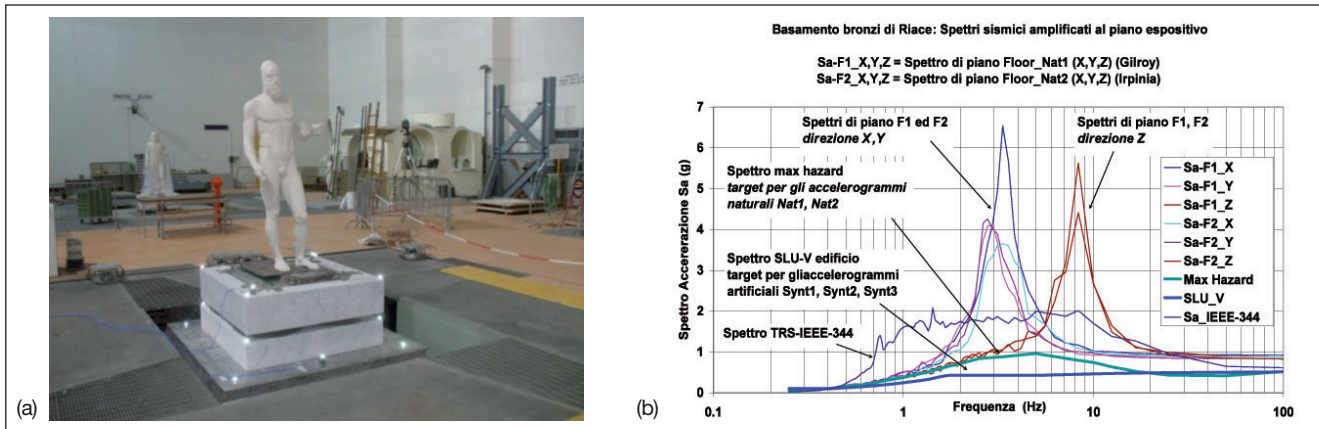 (a)
Basamento bronzi di Riace: Spettri sismici amplificati al piano espositivo
Sa-F1_X,Y,Z = Spettro di piano Floor_Nat1 (X,Y,Z) (Gilroy)
Sa-F2_X,Y,Z = Spettro di piano Floor_Nat2 (X,Y,Z) (Irpinia)
Spettro Accererazione Sa (g)
7
6
5
4
3
2
1
0
Spettri di piano F1 ed F2
direzione X,Y
Spettri di piano F1, F2
direzione Z
Spettro max hazard
target per gli accelerogrammi
naturali Nat1, Nat2
Spettro SLU-V edificio
target per gliaccelerogrammi
artificiali Synt1, Synt2, Synt3
Spettro TRS-IEEE-344
Sa-F1_X
Sa-F1_Y
Sa-F1_Z
Sa-F2_X
Sa-F2_Y
Sa-F2_Z
Max Hazard
SLU_V
Sa_IEEE-344
0.1
1
10
100
Frequenza (Hz)
(b)